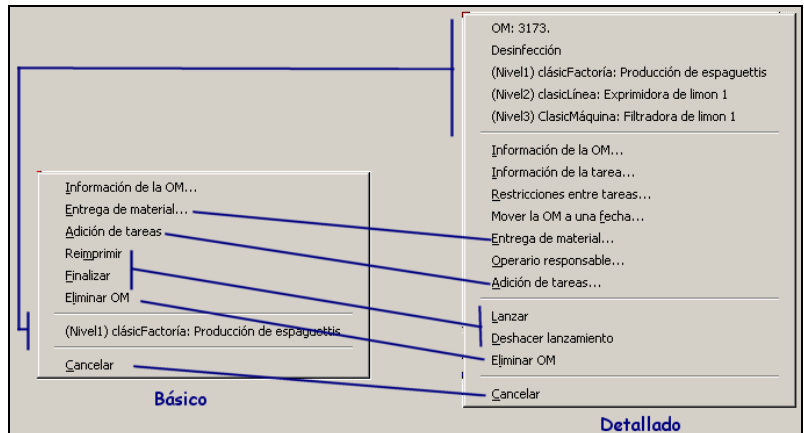 OM: 3173.
Desinfección
(Nivel1) clásicFactoría: Producción de espaguettis
(Nivel2) clasicLínea: Exprimidora de limon 1
(Nivel3) ClasicMáquina: Filtradora de limon 1
Información de la OM...
Información de la tarea...
Restricciones entre tareas...
Mover la OM a una fecha...
Entrega de material...
Operario responsable...
Adición de tareas...
Lanzar
Deshacer lanzamiento
Eliminar OM
Cancelar
Detallado
Información de la OM...
Entrega de material...
Adición de tareas
Reimprimir
Finalizar
Eliminar OM
(Nivel1) clásicFactoría: Producción de espaguettis
Cancelar
Básico